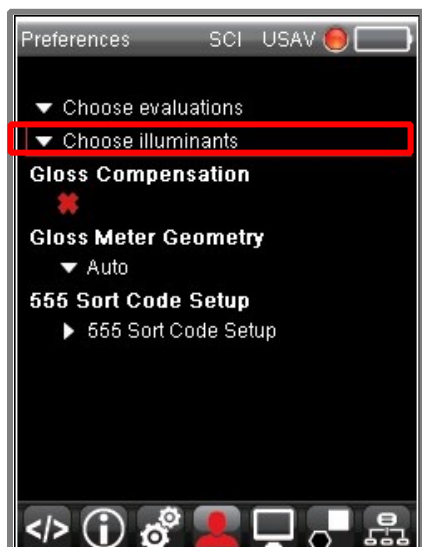 Preferences SCI USAV
Choose evaluations
Choose illuminants
Gloss Compensation
Gloss Meter Geometry
Auto
555 Sort Code Setup
555 Sort Code Setup
</>